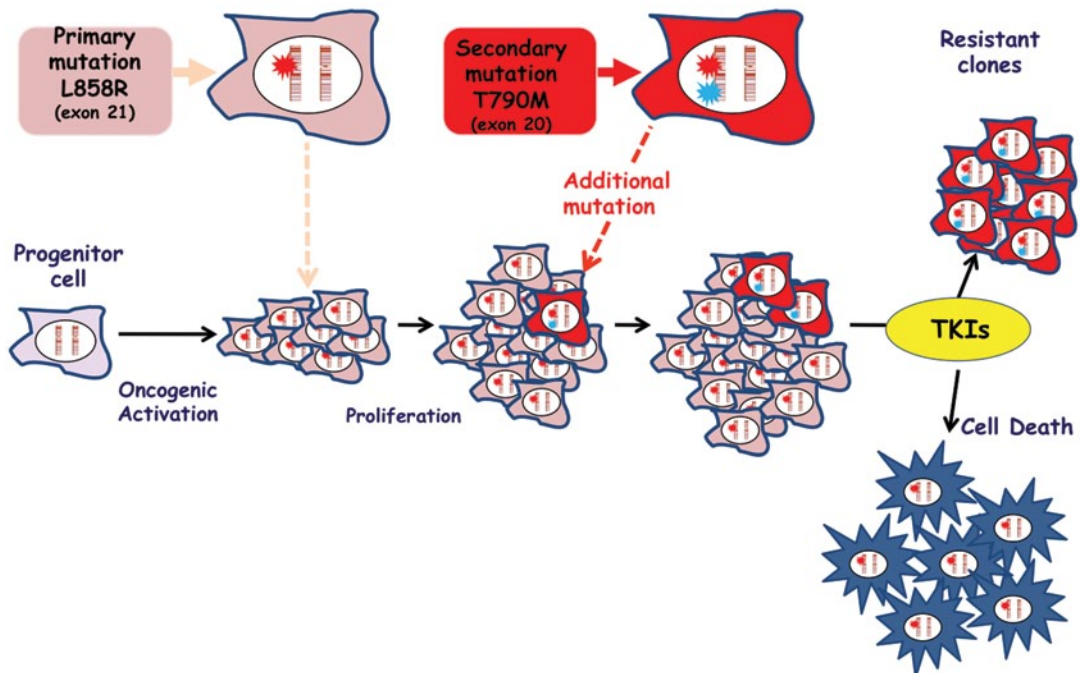 Primary
mutation
L858R
(exon 21)
Secondary
mutation
T790M
(exon 20)
Resistant
clones
Additional
mutation
Progenitor
cell
Oncogenic
Activation
Proliferation
TKIs
Cell Death